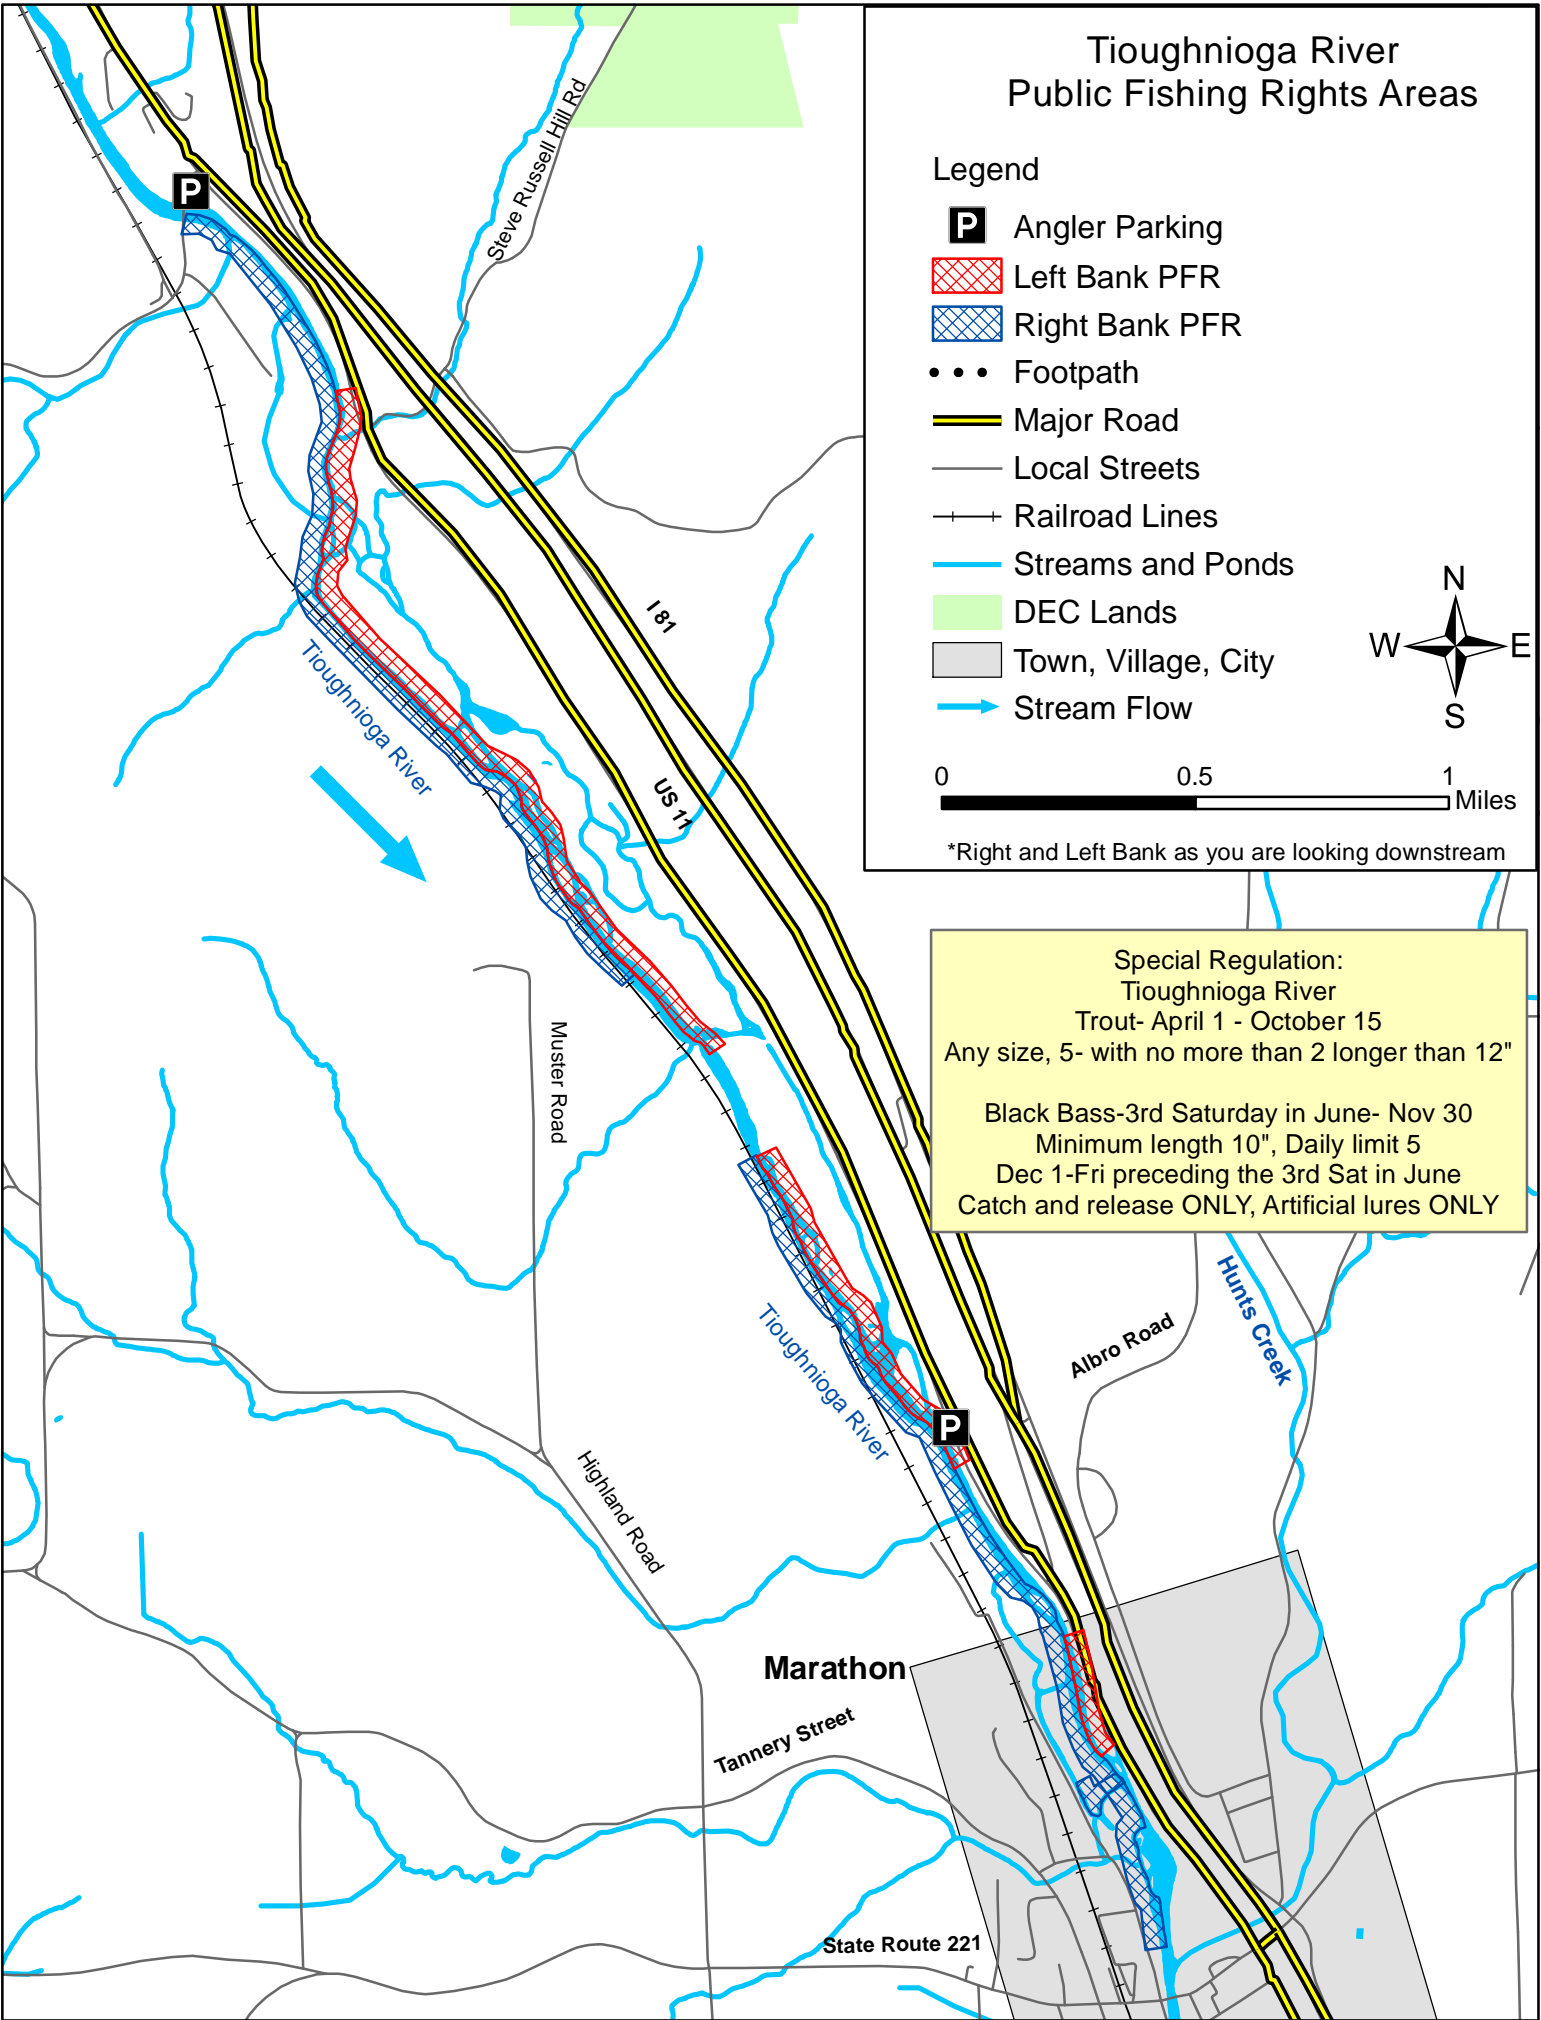 Tioughnioga River
Public Fishing Rights Areas
Legend
P Angler Parking
Left Bank PFR
Right Bank PFR
Footpath
Major Road
Local Streets
Railroad Lines
Streams and Ponds
DEC Lands
Town, Village, City
Stream Flow
N
W E
S
0 0.5 1
Miles
*Right and Left Bank as you are looking downstream
P
Steve Russell Hill Rd
I 81
Tioughnioga River
US 11
Special Regulation:
Tioughnioga River
Trout- April 1 - October 15
Any size, 5- with no more than 2 longer than 12"
Black Bass-3rd Saturday in June- Nov 30
Minimum length 10", Daily limit 5
Dec 1-Fri preceding the 3rd Sat in June
Catch and release ONLY, Artificial lures ONLY
Muster Road
Hunts Creek
Albro Road
Tioughnioga River
P
Highland Road
Marathon
Tannery Street
State Route 221